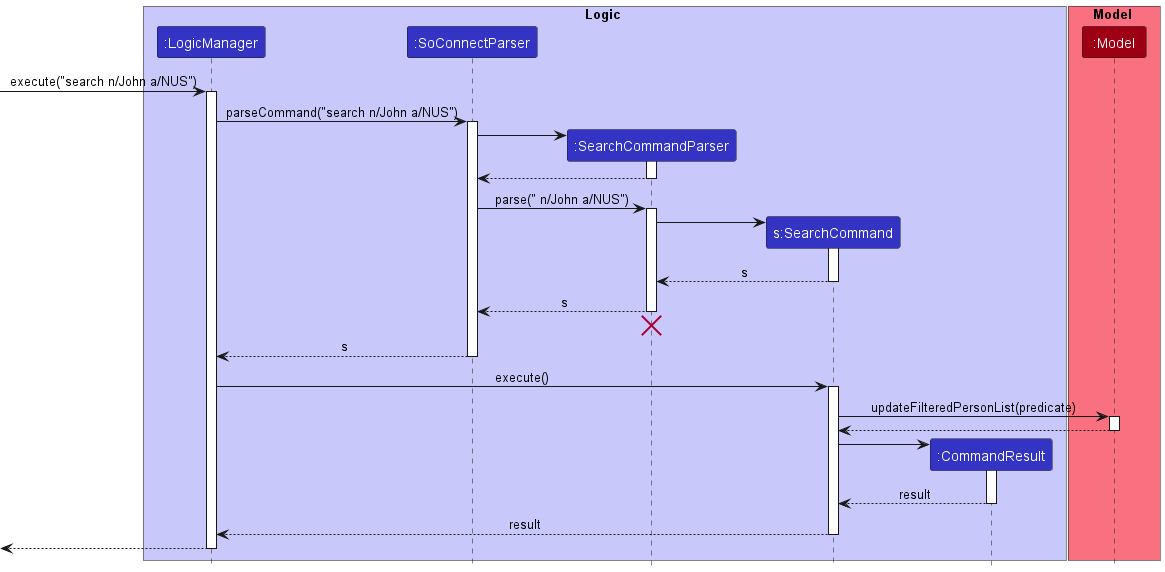 Logic
Model
:LogicManager
:SoConnectParser
:Model
execute("search n/John a/NUS")
parseCommand("search n/John a/NUS")
:SearchCommandParser
parse(" n/John a/NUS")
s:SearchCommand
s
s
s
execute()
updateFilteredPersonList(predicate)
:CommandResult
result
result